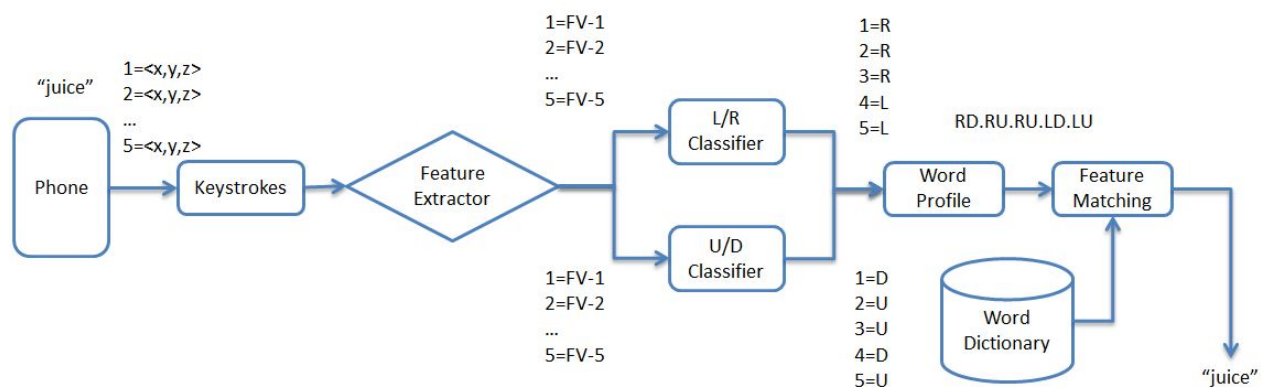 “juice”
1=<x,y,z>
2=<x,y,z>
...
5=<x,y,z>
Phone
Keystrokes
Feature
Extractor
1=FV-1
2=FV-2
...
5=FV-5
1=FV-1
2=FV-2
...
5=FV-5
L/R
Classifier
U/D
Classifier
1=R
2=R
3=R
4=L
5=L
1=D
2=U
3=U
4=D
5=U
RD.RU.RU.LD.LU
Word
Profile
Feature
Matching
Word
Dictionary
“juice”